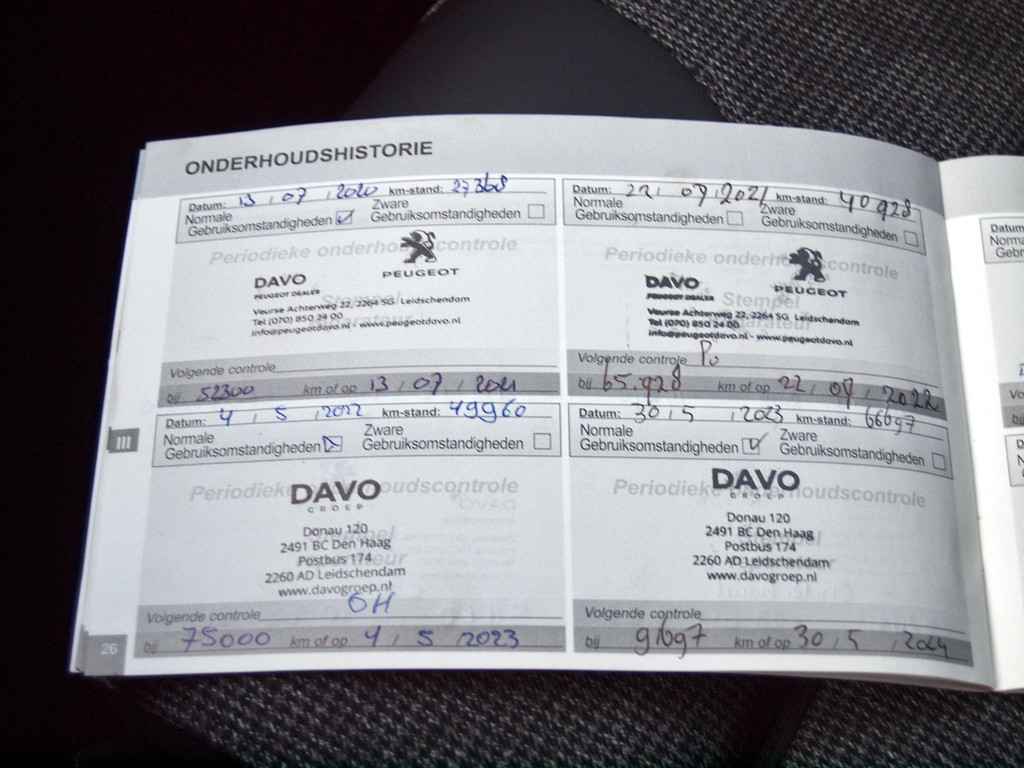 ONDERHOUDSHISTORIE
Datum: 13 / 07 / 2020 km-stand: 27368
Normale Gebruiksomstandigheden
Zware Gebruiksomstandigheden
Periodieke onderhoudscontrole
PEUGEOT
DAVO
PEUGEOT DEALER
Veurse Achterweg 22, 2264 SG Leidschendam
Tel (070) 850 24 00
info@peugeotdavo.nl - www.peugeotdavo.nl
Volgende controle
bij 52300 km of op 13 / 07 / 2021
Datum: 22 / 07 / 2021 km-stand: 40928
Normale Gebruiksomstandigheden
Zware Gebruiksomstandigheden
Periodieke onderhoudscontrole
PEUGEOT
DAVO
PEUGEOT DEALER
Stempel
Veurse Achterweg 22, 2264 SG Leidschendam
Tel (070) 850 24 00
info@peugeotdavo.nl - www.peugeotdavo.nl
Volgende controle
bij 65.928 km of op 22 / 07 / 2022
Datum: 4 / 5 / 2022 km-stand: 49960
Normale Gebruiksomstandigheden
Zware Gebruiksomstandigheden
Periodieke onderhoudscontrole
DAVO
GROEP
Donau 120
2491 BC Den Haag
Postbus 174
2260 AD Leidschendam
www.davogroep.nl
Volgende controle OH
bij 75000 km of op 4 / 5 / 2023
Datum: 30 / 5 / 2023 km-stand: 66697
Normale Gebruiksomstandigheden
Zware Gebruiksomstandigheden
Periodieke onderhoudscontrole
DAVO
GROEP
Donau 120
2491 BC Den Haag
Postbus 174
2260 AD Leidschendam
www.davogroep.nl
Volgende controle
bij 91697 km of op 30 / 5 / 2024
26